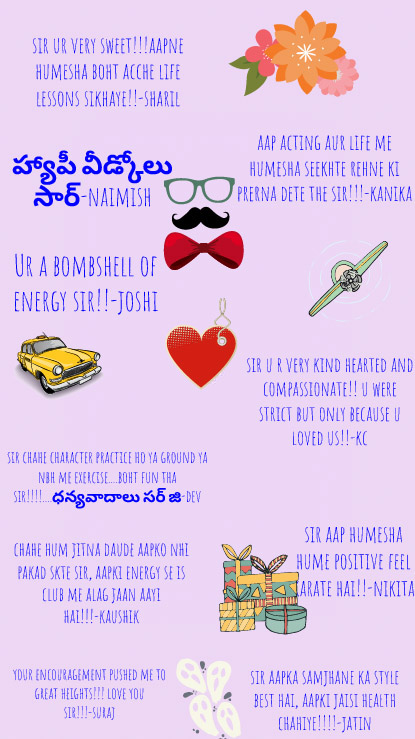 SIR UR VERY SWEET!!!AAPNE
HUMESHA BOHT ACCHE LIFE
LESSONS SIKHAYE!!-SHARIL
AAP ACTING AUR LIFE ME
HUMESHA SEEKHTE REHNE KI
PRERNA DETE THE SIR!!!-KANIKA
హ్యాపీ వీడ్కోలు
సార్-NAIMISH
UR A BOMBSHELL OF
ENERGY SIR!!-JOSHI
SIR U R VERY KIND HEARTED AND
COMPASSIONATE!! U WERE
STRICT BUT ONLY BECAUSE U
LOVED US!!-KC
SIR CHAHE CHARACTER PRACTICE HO YA GROUND YA
NBH ME EXERCISE....BOHT FUN THA
SIR!!!!....ధన్యవాదాలు సర్ జి-DEV
SIR AAP HUMESHA
HUME POSITIVE FEEL
KARATE HAI!!-NIKITA
CHAHE HUM JITNA DAUDE AAPKO NHI
PAKAD SKTE SIR, AAPKI ENERGY SE IS
CLUB ME ALAG JAAN AAYI
HAI!!!-KAUSHIK
YOUR ENCOURAGEMENT PUSHED ME TO
GREAT HEIGHTS!!! LOVE YOU
SIR!!!-SURAJ
SIR AAPKA SAMJHANE KA STYLE
BEST HAI, AAPKI JAISI HEALTH
CHAHIYE!!!!-JATIN